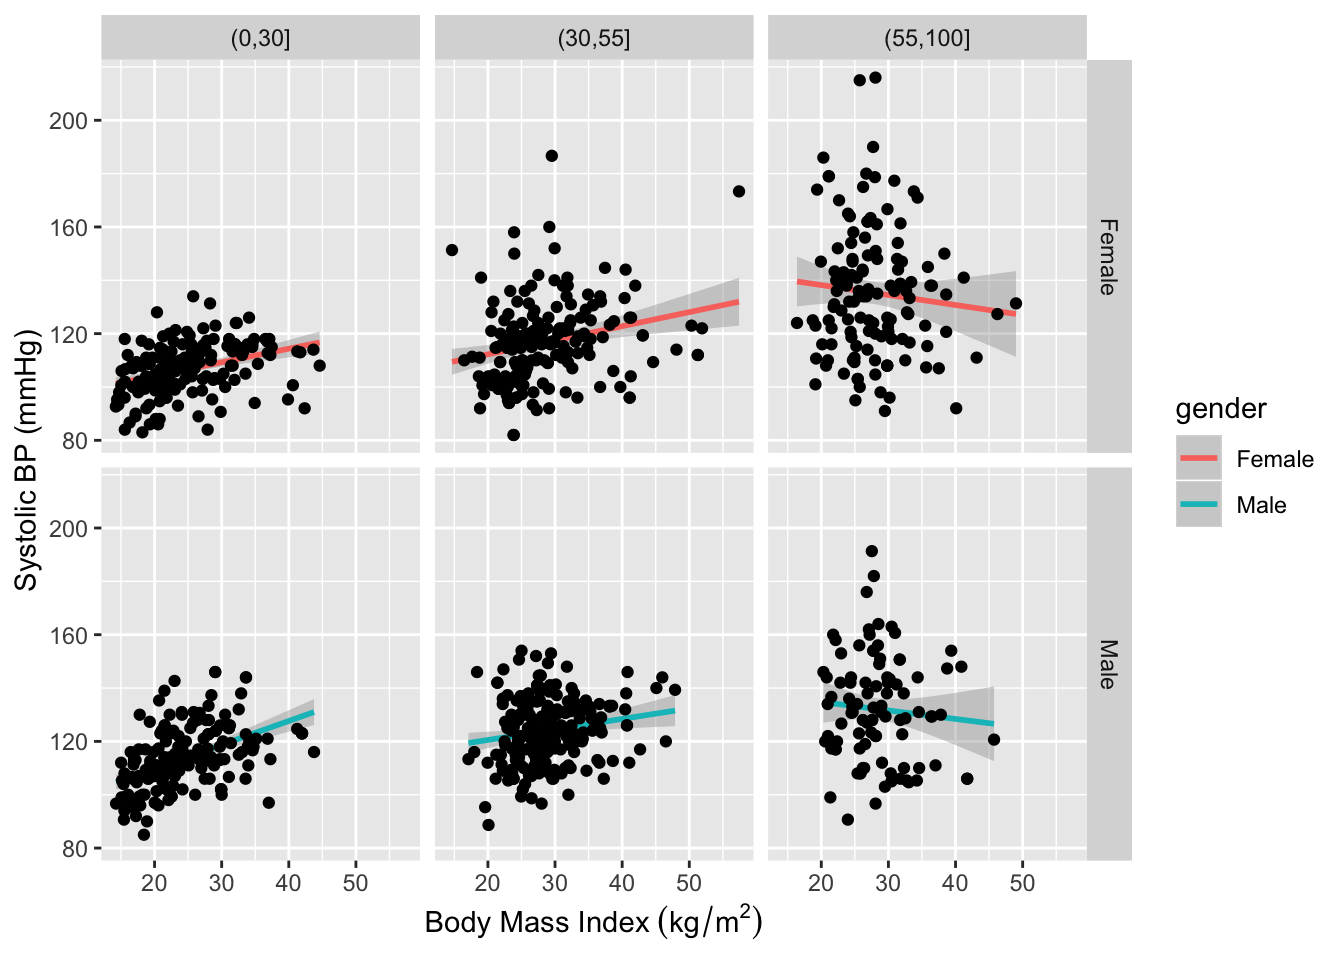 (0,30] (30,55] (55,100]
200
160
120
80
Female
200
160
120
80
Male
20 30 40 50 20 30 40 50 20 30 40 50
Systolic BP (mmHg)
Body Mass Index (kg/m²)
gender
Female
Male